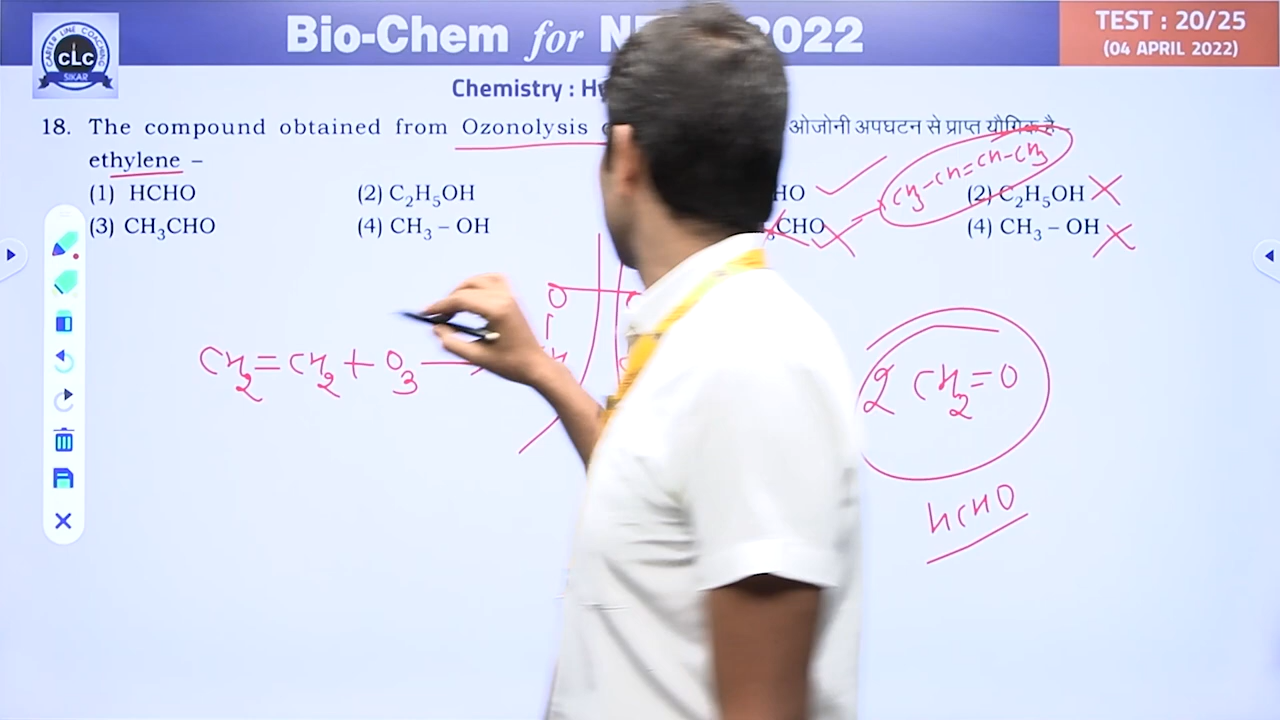 Bio-Chem for 2022
TEST : 20/25
(04 APRIL 2022)
CAREER LINE COACHING
CLC
SIKAR
Chemistry :
18. The compound obtained from Ozonolysis
ethylene –
(1) HCHO (2) C₂H₅OH
(3) CH₃CHO (4) CH₃ – OH
ओजोनी अपघटन से प्राप्त यौगिक है
HO (2) C₂H₅OH
CHO (4) CH₃ – OH
CH₃-CH=CH-CH₃
O
CH₂=CH₂ + O₃
2 CH₂=O
HCHO